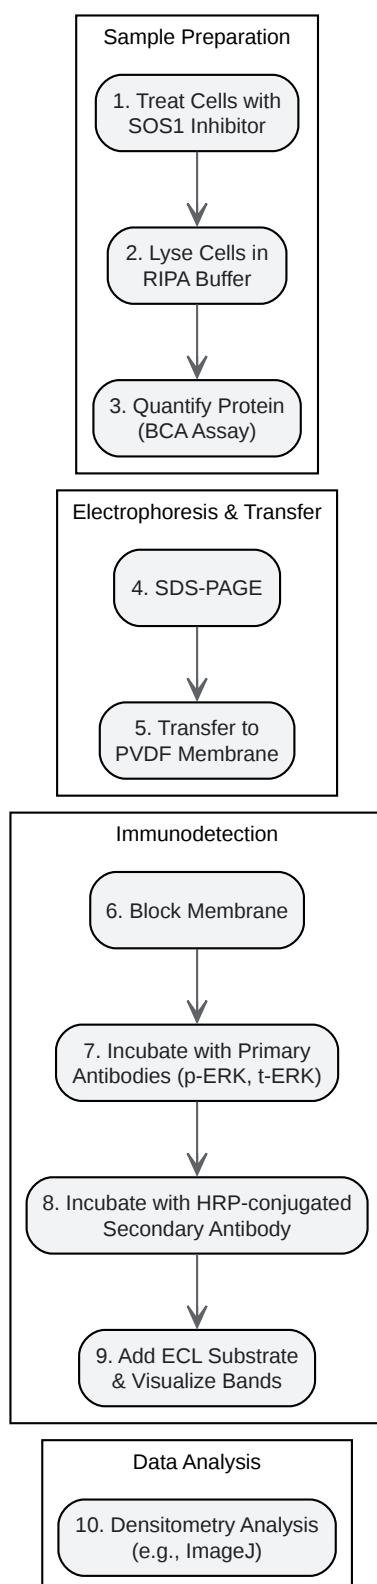 Sample Preparation
1. Treat Cells with
SOS1 Inhibitor
2. Lyse Cells in
RIPA Buffer
3. Quantify Protein
(BCA Assay)
Electrophoresis & Transfer
4. SDS-PAGE
5. Transfer to
PVDF Membrane
Immunodetection
6. Block Membrane
7. Incubate with Primary
Antibodies (p-ERK, t-ERK)
8. Incubate with HRP-conjugated
Secondary Antibody
9. Add ECL Substrate
& Visualize Bands
Data Analysis
10. Densitometry Analysis
(e.g., ImageJ)